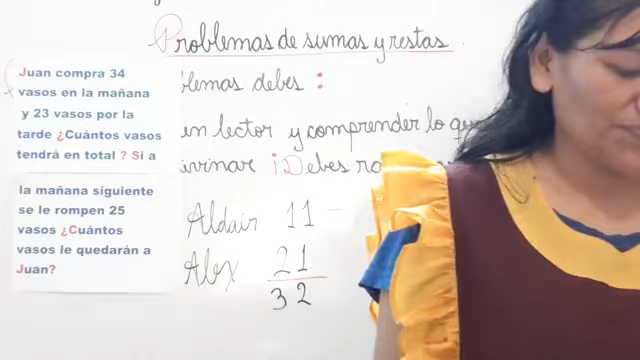 Problemas de sumas y restas
blemas debes :
en lector y comprender lo que
ivinar ¡Debes ra
Juan compra 34
vasos en la mañana
y 23 vasos por la
tarde ¿Cuántos vasos
tendrá en total ? Si a
la mañana siguiente
se le rompen 25
vasos ¿Cuántos
vasos le quedarán a
Juan?
Aldair 11
Alex 21
32